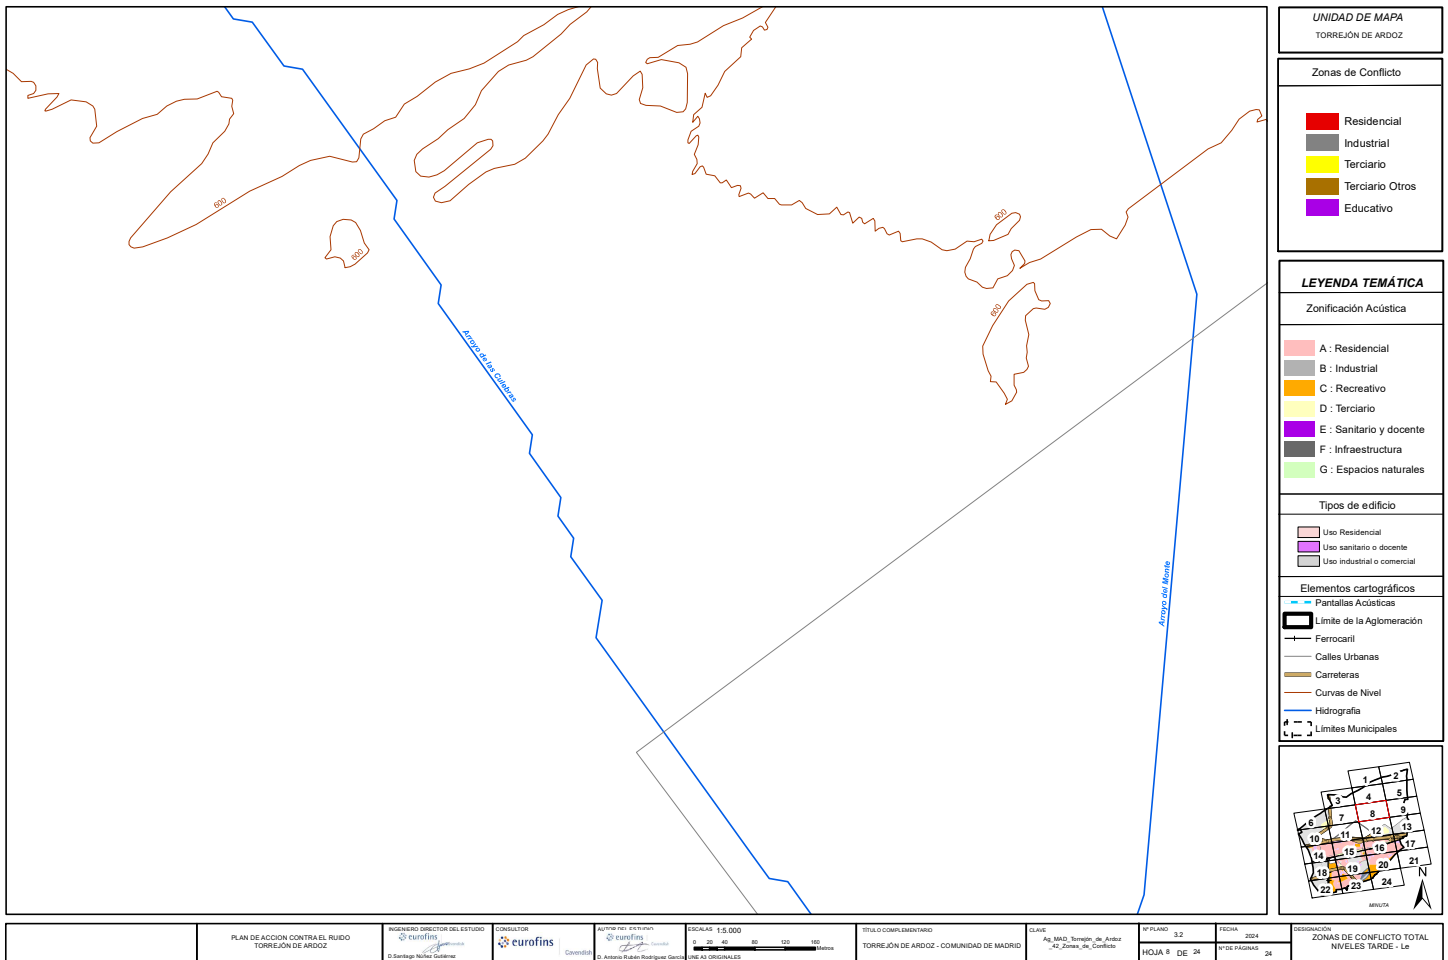 UNIDAD DE MAPA
TORREJÓN DE ARDOZ
Zonas de Conflicto
Residencial
Industrial
Terciario
Terciario Otros
Educativo
LEYENDA TEMÁTICA
Zonificación Acústica
A : Residencial
B : Industrial
C : Recreativo
D : Terciario
E : Sanitario y docente
F : Infraestructura
G : Espacios naturales
Tipos de edificio
Uso Residencial
Uso sanitario o docente
Uso industrial o comercial
Elementos cartográficos
Pantallas Acústicas
Límite de la Aglomeración
Ferrocaril
Calles Urbanas
Carreteras
Curvas de Nivel
Hidrografia
Límites Municipales
600
600
600
600
Arroyo de las Culebras
Arroyo del Monte
1
2
3
4
5
6
7
8
9
10
11
12
13
14
15
16
17
18
19
20
21
22
23
24
N
MINUTA
PLAN DE ACCION CONTRA EL RUIDO
TORREJÓN DE ARDOZ
INGENIERO DIRECTOR DEL ESTUDIO
eurofins
D.Santiago Núñez Gutiérrez
CONSULTOR
eurofins
Cavendish
AUTOR DEL ESTUDIO
eurofins
D. Antonio Rubén Rodríguez García
ESCALAS 1:5.000
0 20 40 80 120 160
Metros
UNE A3 ORIGINALES
TÍTULO COMPLEMENTARIO
TORREJÓN DE ARDOZ - COMUNIDAD DE MADRID
CLAVE
Ag_MAD_Torrejón_de_Ardoz
_42_Zonas_de_Conflicto
Nº PLANO 3.2
HOJA 8 DE 24
FECHA
2024
Nº DE PÁGINAS 24
DESIGNACIÓN
ZONAS DE CONFLICTO TOTAL
NIVELES TARDE - Le